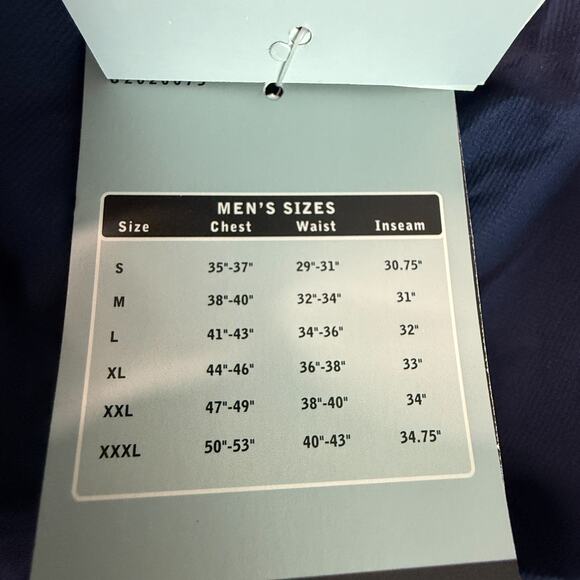 MEN'S SIZES
Size Chest Waist Inseam
S 35"-37" 29"-31" 30.75"
M 38"-40" 32"-34" 31"
L 41"-43" 34"-36" 32"
XL 44"-46" 36"-38" 33"
XXL 47"-49" 38"-40" 34"
XXXL 50"-53" 40"-43" 34.75"